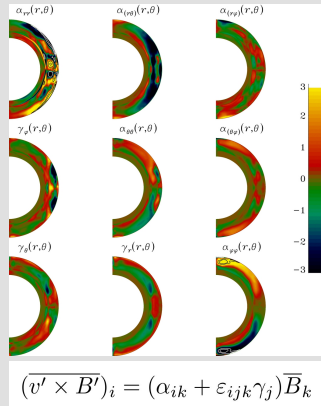 α_{rr}(r,θ) α_{(rθ)}(r,θ) α_{(rφ)}(r,θ)
γ_φ(r,θ) α_{θθ}(r,θ) α_{(θφ)}(r,θ)
γ_θ(r,θ) γ_r(r,θ) α_{φφ}(r,θ)
3
2
1
0
−1
−2
−3
(\overline{v′ × B′})_i = (α_{ik} + ε_{ijk}γ_j)\overline{B}_k